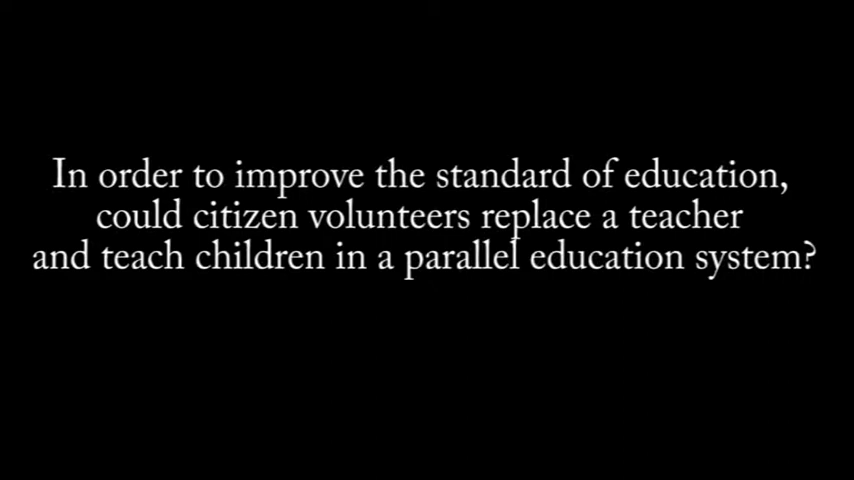 In order to improve the standard of education,
could citizen volunteers replace a teacher
and teach children in a parallel education system?